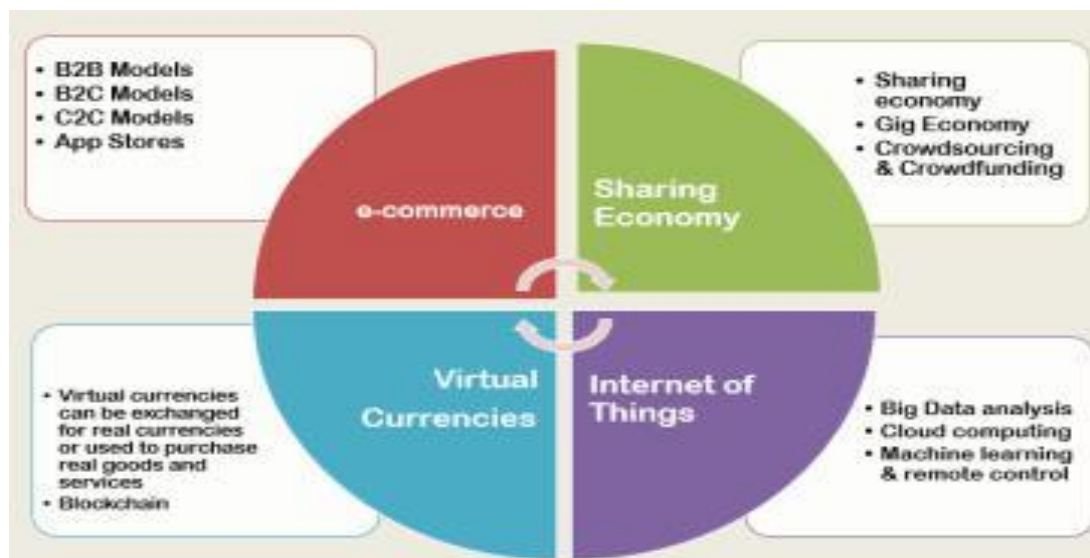 • B2B Models
• B2C Models
• C2C Models
• App Stores
e-commerce
Sharing
Economy
• Sharing
economy
• Gig Economy
• Crowdsourcing
& Crowdfunding
• Virtual currencies
can be exchanged
for real currencies
or used to purchase
real goods and
services
• Blockchain
Virtual
Currencies
Internet of
Things
• Big Data analysis
• Cloud computing
• Machine learning
& remote control